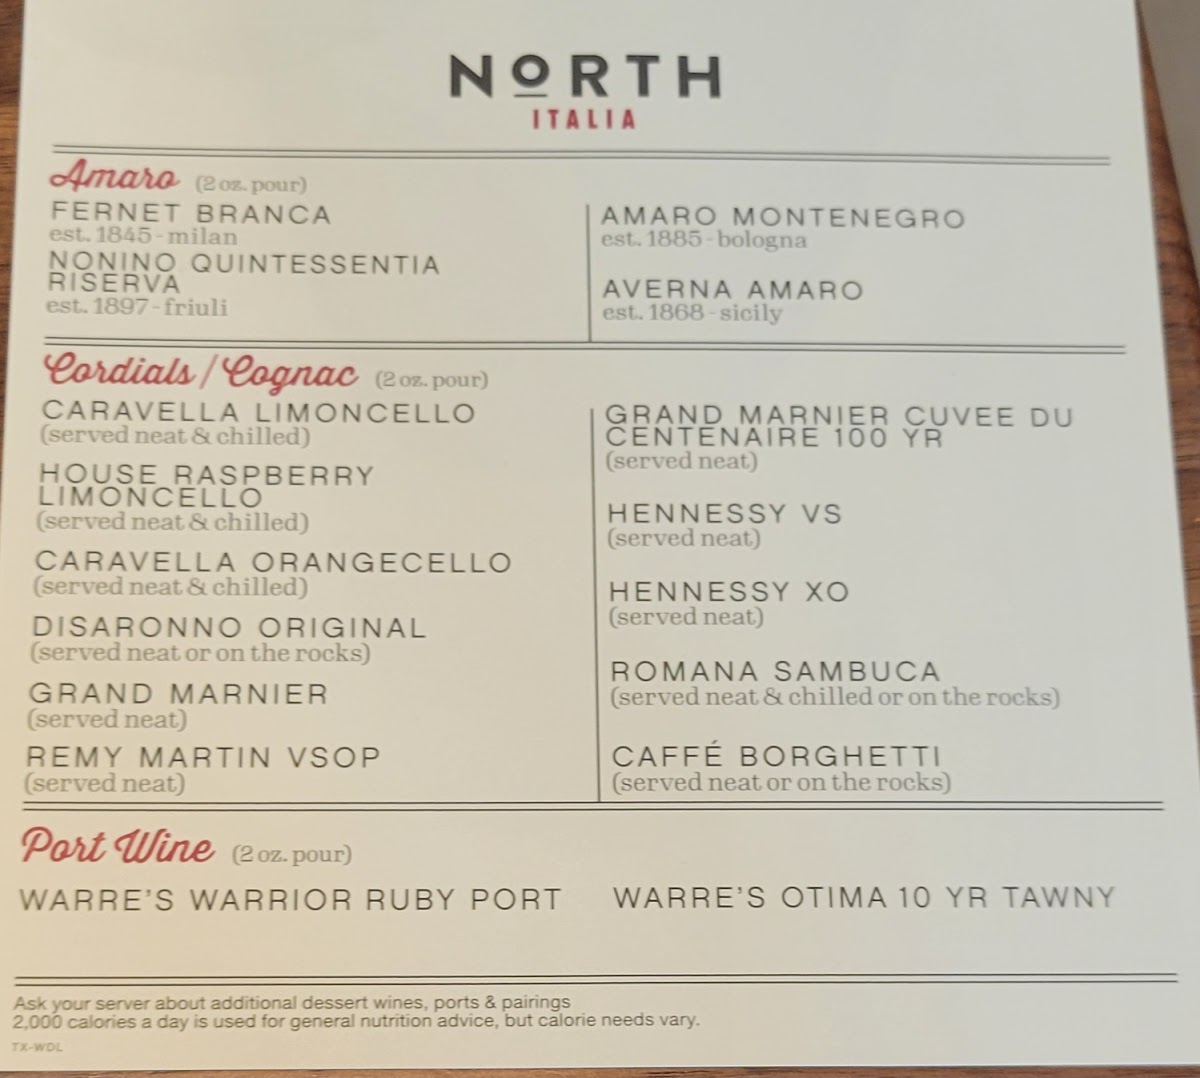 NORTH
ITALIA
Amaro (2 oz. pour)
FERNET BRANCA
est. 1845 - milan
NONINO QUINTESSENTIA
RISERVA
est. 1897 - friuli
AMARO MONTENEGRO
est. 1885 - bologna
AVERNA AMARO
est. 1868 - sicily
Cordials / Cognac (2 oz. pour)
CARAVELLA LIMONCELLO
(served neat & chilled)
HOUSE RASPBERRY
LIMONCELLO
(served neat & chilled)
CARAVELLA ORANGECELLO
(served neat & chilled)
DISARONNO ORIGINAL
(served neat or on the rocks)
GRAND MARNIER
(served neat)
REMY MARTIN VSOP
(served neat)
GRAND MARNIER CUVEE DU
CENTENAIRE 100 YR
(served neat)
HENNESSY VS
(served neat)
HENNESSY XO
(served neat)
ROMANA SAMBUCA
(served neat & chilled or on the rocks)
CAFFÉ BORGHETTI
(served neat or on the rocks)
Port Wine (2 oz. pour)
WARRE'S WARRIOR RUBY PORT
WARRE'S OTIMA 10 YR TAWNY
Ask your server about additional dessert wines, ports & pairings
2,000 calories a day is used for general nutrition advice, but calorie needs vary.
TX-WDL